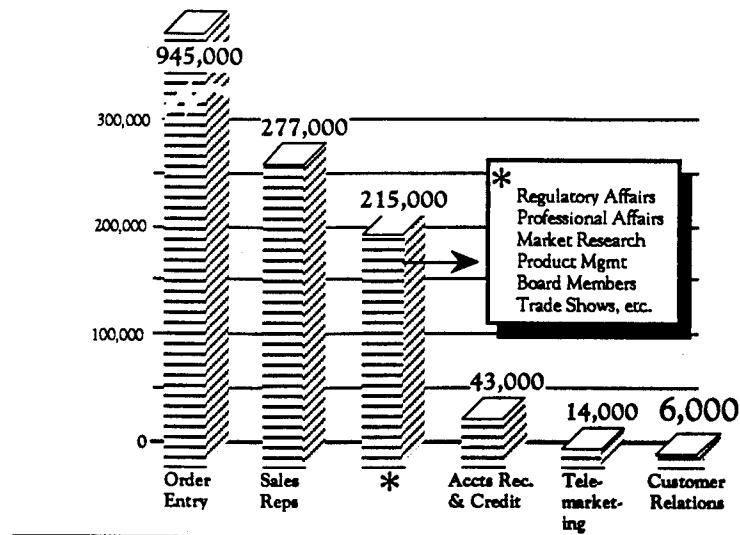 945,000
300,000
277,000
215,000
*
Regulatory Affairs
Professional Affairs
Market Research
Product Mgmt
Board Members
Trade Shows, etc.
200,000
100,000
43,000
14,000
6,000
0
Order
Entry
Sales
Reps
*
Accts Rec.
& Credit
Tele-
market-
ing
Customer
Relations